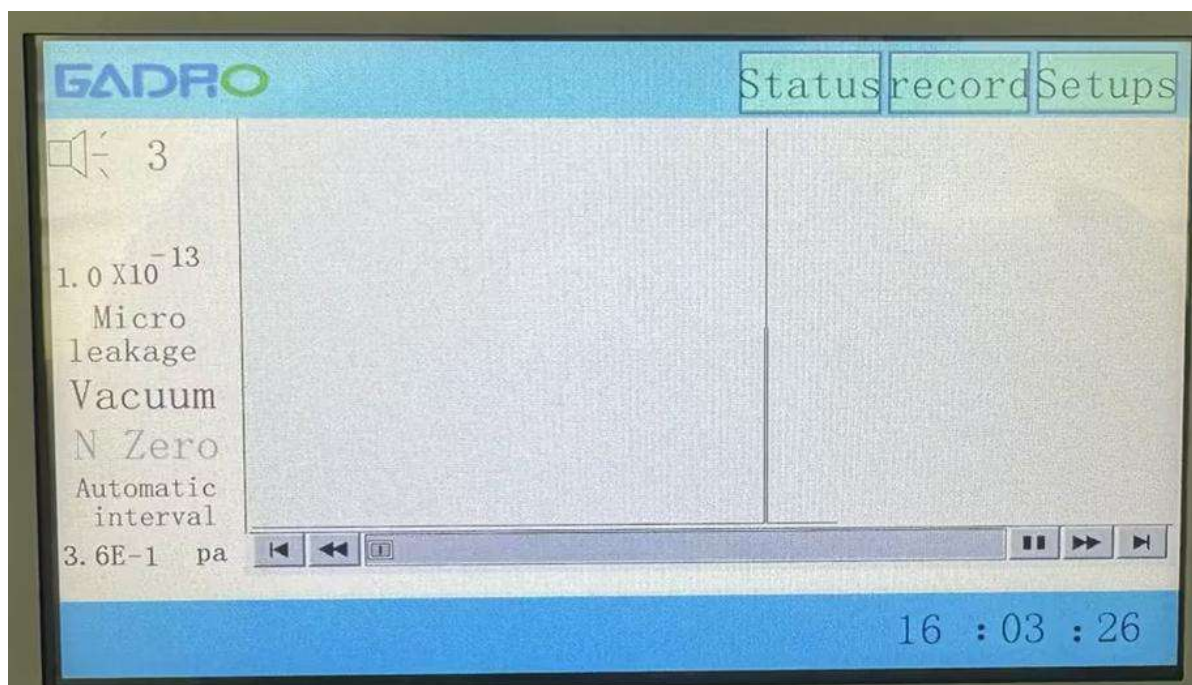 GADRO
Status record Setups
3
1.0 X10⁻¹³
Micro
leakage
Vacuum
N Zero
Automatic
interval
3.6E-1 pa
16 : 03 : 26